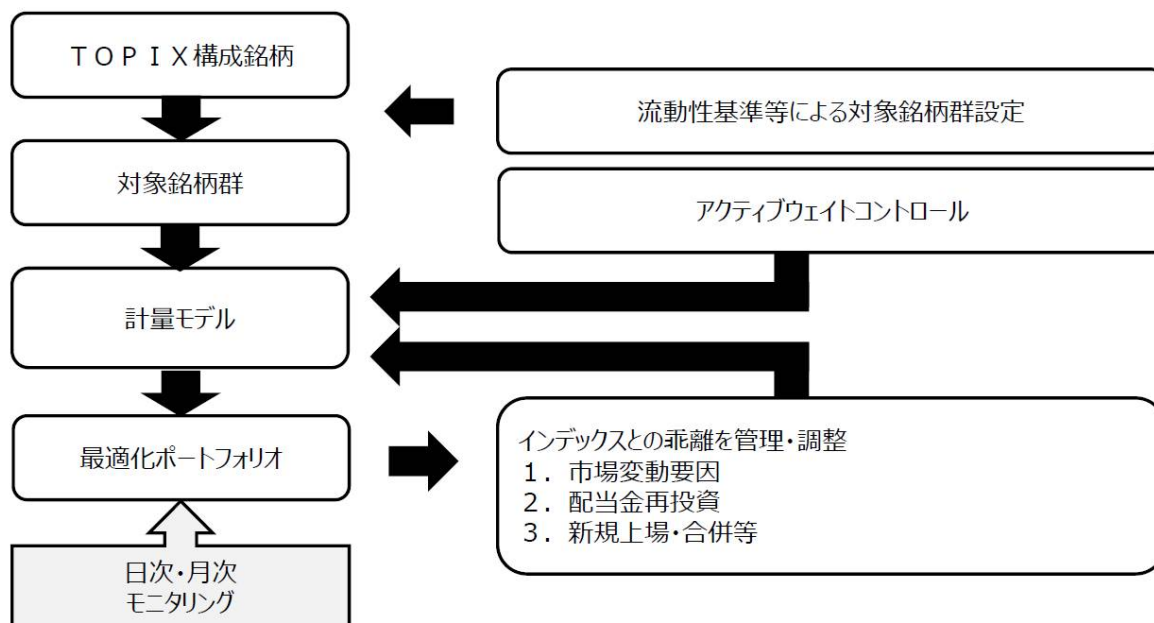 TOPIX構成銘柄
流動性基準等による対象銘柄群設定
対象銘柄群
アクティブウェイトコントロール
計量モデル
最適化ポートフォリオ
インデックスとの乖離を管理・調整
1．市場変動要因
2．配当金再投資
3．新規上場・合併等
日次・月次
モニタリング